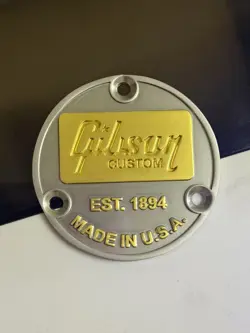 Gibson
CUSTOM
EST. 1894
MADE IN U.S.A.